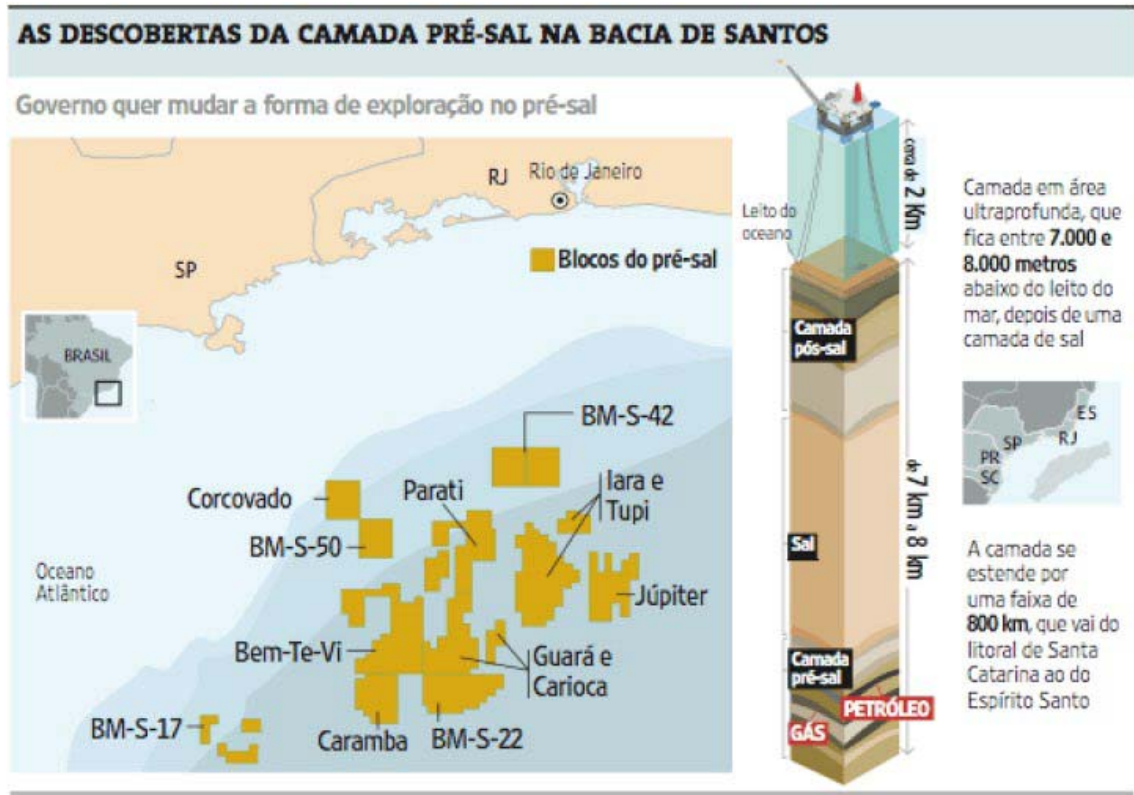 AS DESCOBERTAS DA CAMADA PRÉ-SAL NA BACIA DE SANTOS
Governo quer mudar a forma de exploração no pré-sal
RJ
Rio de Janeiro
SP
Blocos do pré-sal
BRASIL
BM-S-42
Corcovado
Parati
Iara e
Tupi
BM-S-50
Oceano
Atlântico
Júpiter
Bem-Te-Vi
Guará e
Carioca
BM-S-17
Caramba
BM-S-22
cerca de 2 Km
Leito do
oceano
Camada
pós-sal
de 7 km a 8 km
Sal
Camada
pré-sal
PETRÓLEO
GÁS
Camada em área
ultraprofunda, que
fica entre 7.000 e
8.000 metros
abaixo do leito do
mar, depois de uma
camada de sal
ES
SP
RJ
PR
SC
A camada se
estende por
uma faixa de
800 km, que vai do
litoral de Santa
Catarina ao do
Espírito Santo